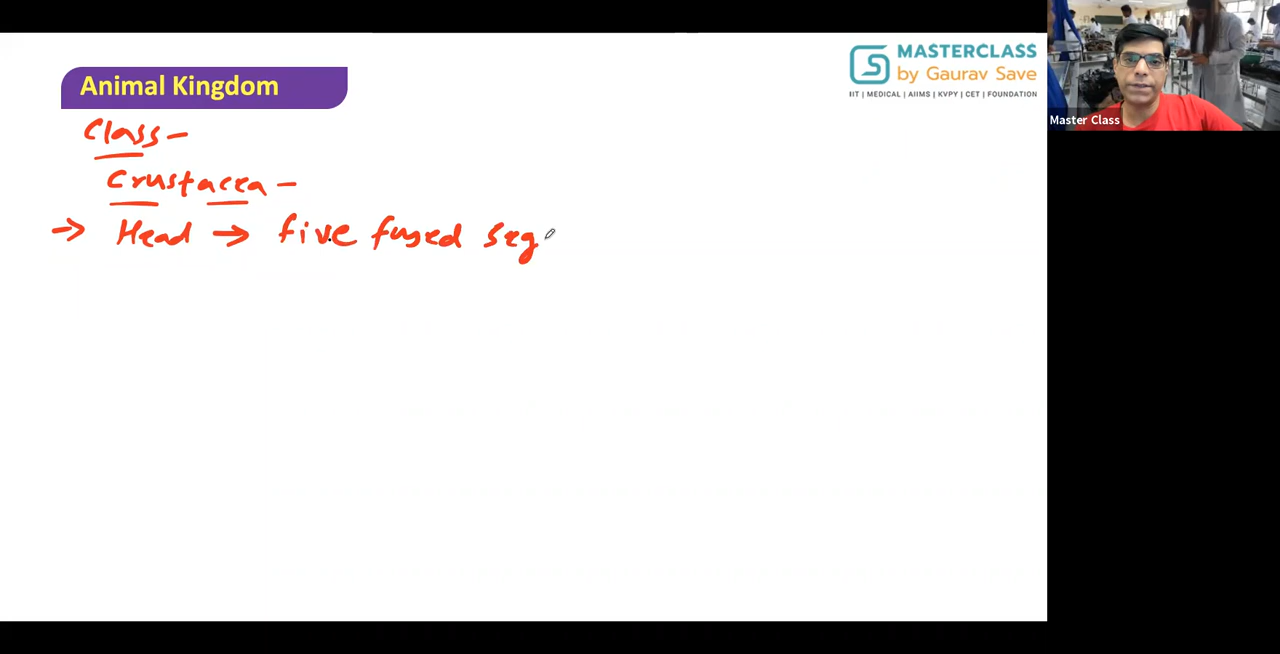 Animal Kingdom
MASTERCLASS
by Gaurav Save
IIT | MEDICAL | AIIMS | KVPY | CET | FOUNDATION
Master Class
Class -
Crustacea -
→ Head → five fused seg